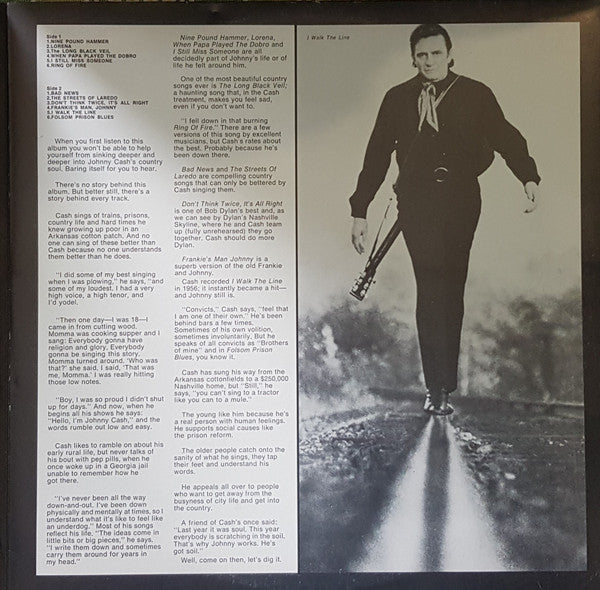 Side 1
1.NINE POUND HAMMER
2.LORENA
3.The LONG BLACK VEIL
4.WHEN PAPA PLAYED THE DOBRO
5.I STILL MISS SOMEONE
6.RING OF FIRE
Side 2
1.BAD NEWS
2.THE STREETS OF LAREDO
3.DON'T THINK TWICE, IT'S ALL RIGHT
4.FRANKIE'S MAN, JOHNNY
5.I WALK THE LINE
6.FOLSOM PRISON BLUES
When you first listen to this
album you won't be able to help
yourself from sinking deeper and
deeper into Johnny Cash's country
soul. Baring itself for you to hear.
There's no story behind this
album. But better still, there's a
story behind every track.
Cash sings of trains, prisons,
country life and hard times he
knew growing up poor in an
Arkansas cotton patch. And no
one can sing of these better than
Cash because no one understands
them better than he does.
"I did some of my best singing
when I was plowing," he says, "and
some of my loudest. I had a very
high voice, a high tenor, and
I'd yodel.
"Then one day—I was 18—I
came in from cutting wood.
Momma was cooking supper and I
sang: Everybody gonna have
religion and glory, Everybody
gonna be singing this story.
Momma turned around. 'Who was
that?' she said. I said, 'That was
me, Momma.' I was really hitting
those low notes.
"Boy, I was so proud I didn't shut
up for days." And now, when he
begins all his shows he says:
"Hello, I'm Johnny Cash," and the
words rumble out low and easy.
Cash likes to ramble on about his
early rural life, but never talks of
his bout with pep pills, when he
once woke up in a Georgia jail
unable to remember how he
got there.
"I've never been all the way
down-and-out. I've been down
physically and mentally at times, so I
understand what it's like to feel like
an underdog." Most of his songs
reflect his life, "The ideas come in
little bits or big pieces," he says.
"I write them down and sometimes
carry them around for years in
my head."
Nine Pound Hammer, Lorena,
When Papa Played The Dobro and
I Still Miss Someone are all
decidedly part of Johnny's life or of
life he felt around him.
One of the most beautiful country
songs ever is The Long Black Veil;
a haunting song that, in the Cash
treatment, makes you feel sad,
even if you don't want to.
"I fell down in that burning
Ring Of Fire." There are a few
versions of this song by excellent
musicians, but Cash's rates about
the best. Probably because he's
been down there.
Bad News and The Streets Of
Laredo are compelling country
songs that can only be bettered by
Cash singing them.
Don't Think Twice, It's All Right
is one of Bob Dylan's best and, as
we can see by Dylan's Nashville
Skyline, where he and Cash team
up (fully unrehearsed) they go
together. Cash should do more
Dylan.
Frankie's Man Johnny is a
superb version of the old Frankie
and Johnny.
Cash recorded I Walk The Line
in 1956; it instantly became a hit—
and Johnny still is.
"Convicts," Cash says, "feel that
I am one of their own." He's been
behind bars a few times.
Sometimes of his own volition,
sometimes involuntarily. But he
speaks of all convicts as "Brothers
of mine" and in Folsom Prison
Blues, you know it.
Cash has sung his way from the
Arkansas cottonfields to a $250,000
Nashville home, but "Still," he
says, "you can't sing to a tractor
like you can to a mule."
The young like him because he's
a real person with human feelings.
He supports social causes like
the prison reform.
The older people catch onto the
sanity of what he sings, they tap
their feet and understand his
words.
He appeals all over to people
who want to get away from the
busyness of city life and get into
the country.
A friend of Cash's once said:
"Last year it was soul. This year
everybody is scratching in the soil.
That's why Johnny works. He's
got soil."
Well, come on then, let's dig it.
I Walk The Line